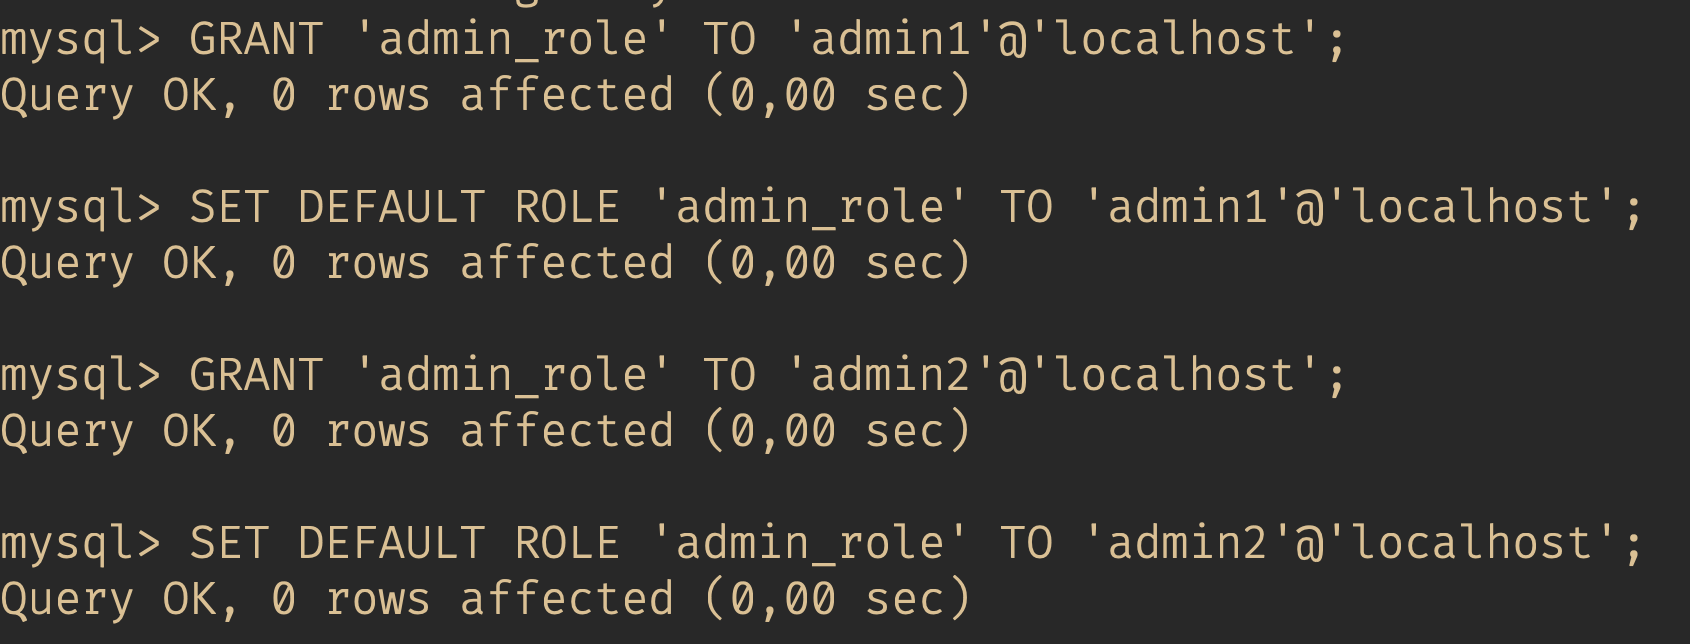 mysql> GRANT 'admin_role' TO 'admin1'@'localhost';
Query OK, 0 rows affected (0,00 sec)
mysql> SET DEFAULT ROLE 'admin_role' TO 'admin1'@'localhost';
Query OK, 0 rows affected (0,00 sec)
mysql> GRANT 'admin_role' TO 'admin2'@'localhost';
Query OK, 0 rows affected (0,00 sec)
mysql> SET DEFAULT ROLE 'admin_role' TO 'admin2'@'localhost';
Query OK, 0 rows affected (0,00 sec)